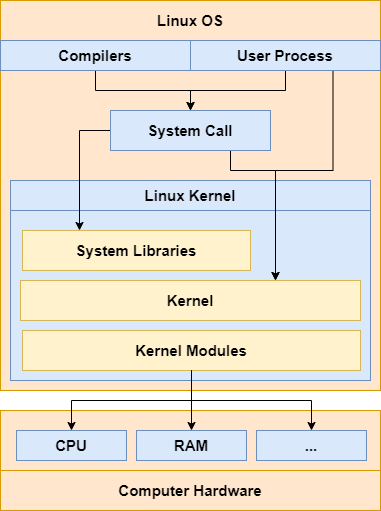 Linux OS
Compilers
User Process
System Call
Linux Kernel
System Libraries
Kernel
Kernel Modules
CPU
RAM
...
Computer Hardware